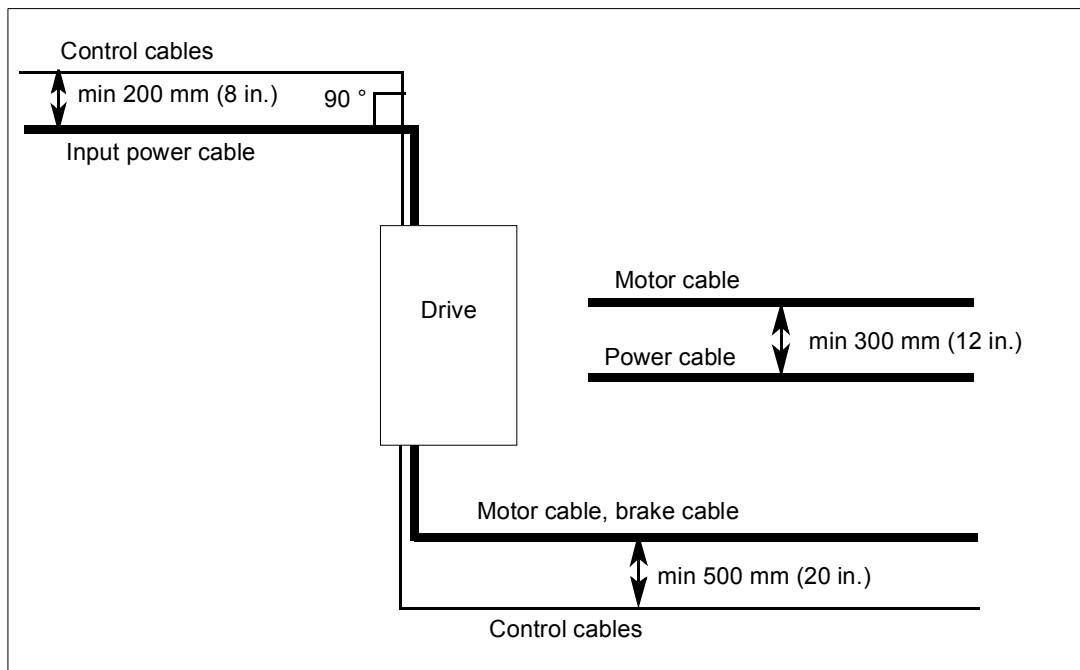 Control cables
min 200 mm (8 in.)
90 °
Input power cable
Drive
Motor cable
min 300 mm (12 in.)
Power cable
Motor cable, brake cable
min 500 mm (20 in.)
Control cables